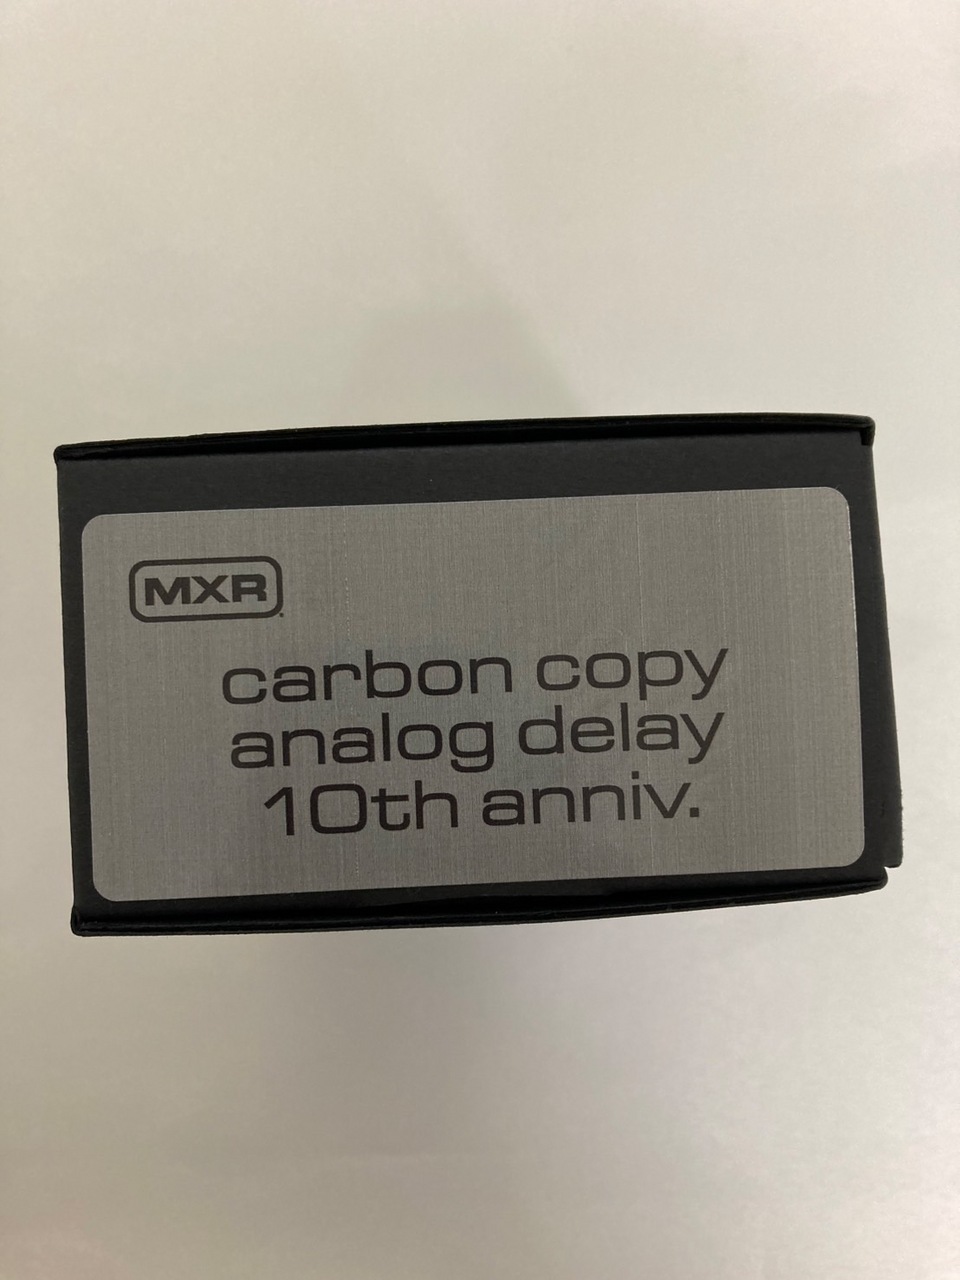 MXR
carbon copy
analog delay
10th anniv.